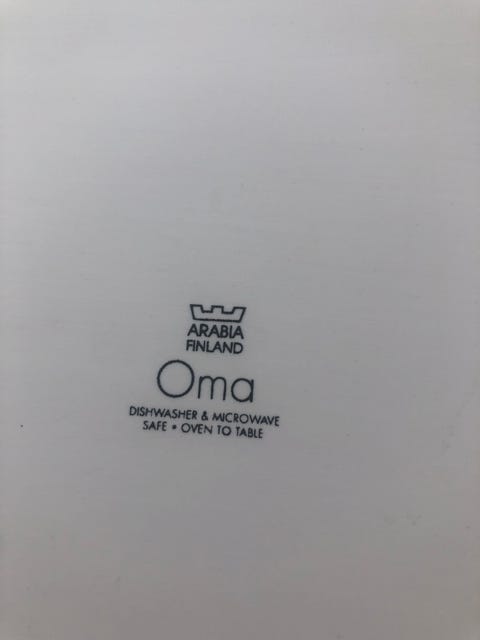 ARABIA
FINLAND
Oma
DISHWASHER & MICROWAVE
SAFE • OVEN TO TABLE